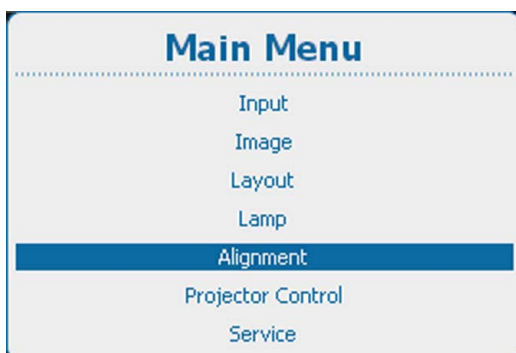 Main Menu
Input
Image
Layout
Lamp
Alignment
Projector Control
Service